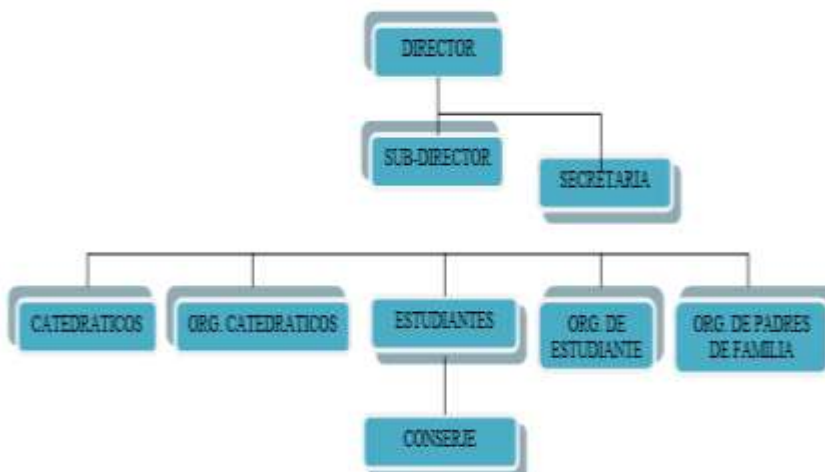 DIRECTOR
SUB-DIRECTOR
SECRETARIA
CATEDRATICOS
ORG. CATEDRATICOS
ESTUDIANTES
ORG. DE
ESTUDIANTE
ORG. DE PADRES
DE FAMILIA
CONSERJE